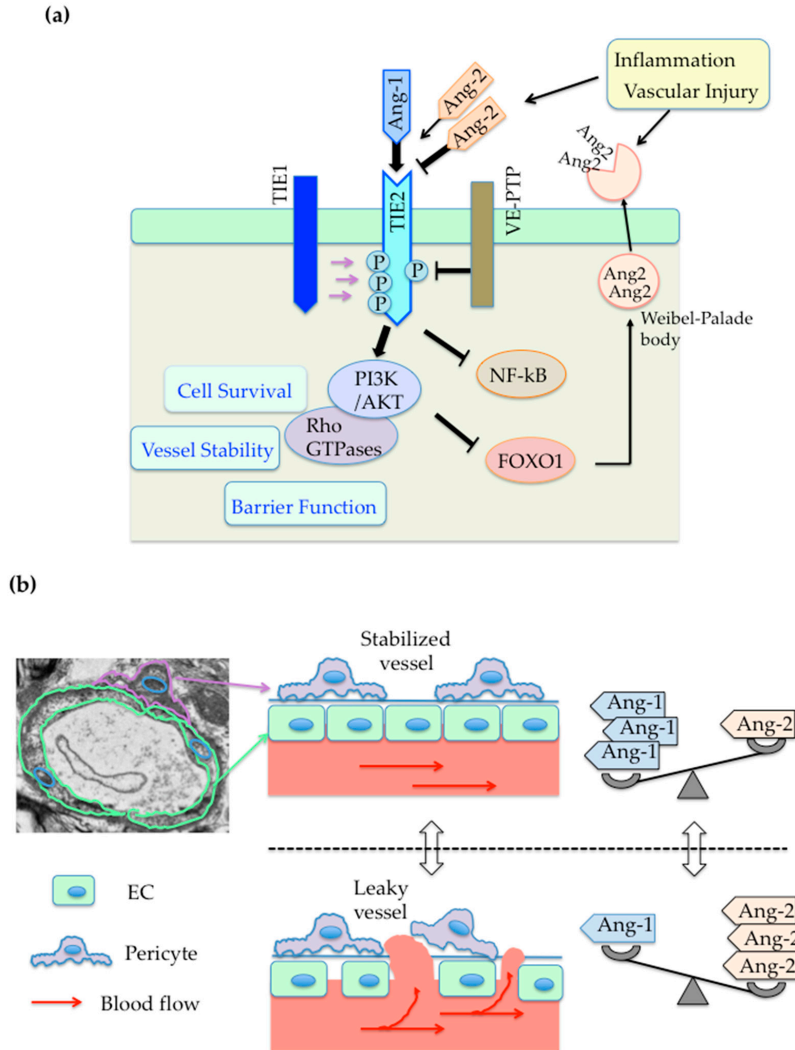 (a)
Inflammation
Vascular Injury
Ang-1
Ang-2
Ang-2
Ang2
Ang2
TIE1
TIE2
VE-PTP
P
P
P
P
Ang2
Ang2
Weibel-Palade
body
PI3K
/AKT
NF-kB
Cell Survival
Rho
GTPases
Vessel Stability
FOXO1
Barrier Function
(b)
Stabilized
vessel
Ang-1
Ang-1
Ang-1
Ang-2
EC
Pericyte
Blood flow
Leaky
vessel
Ang-1
Ang-2
Ang-2
Ang-2